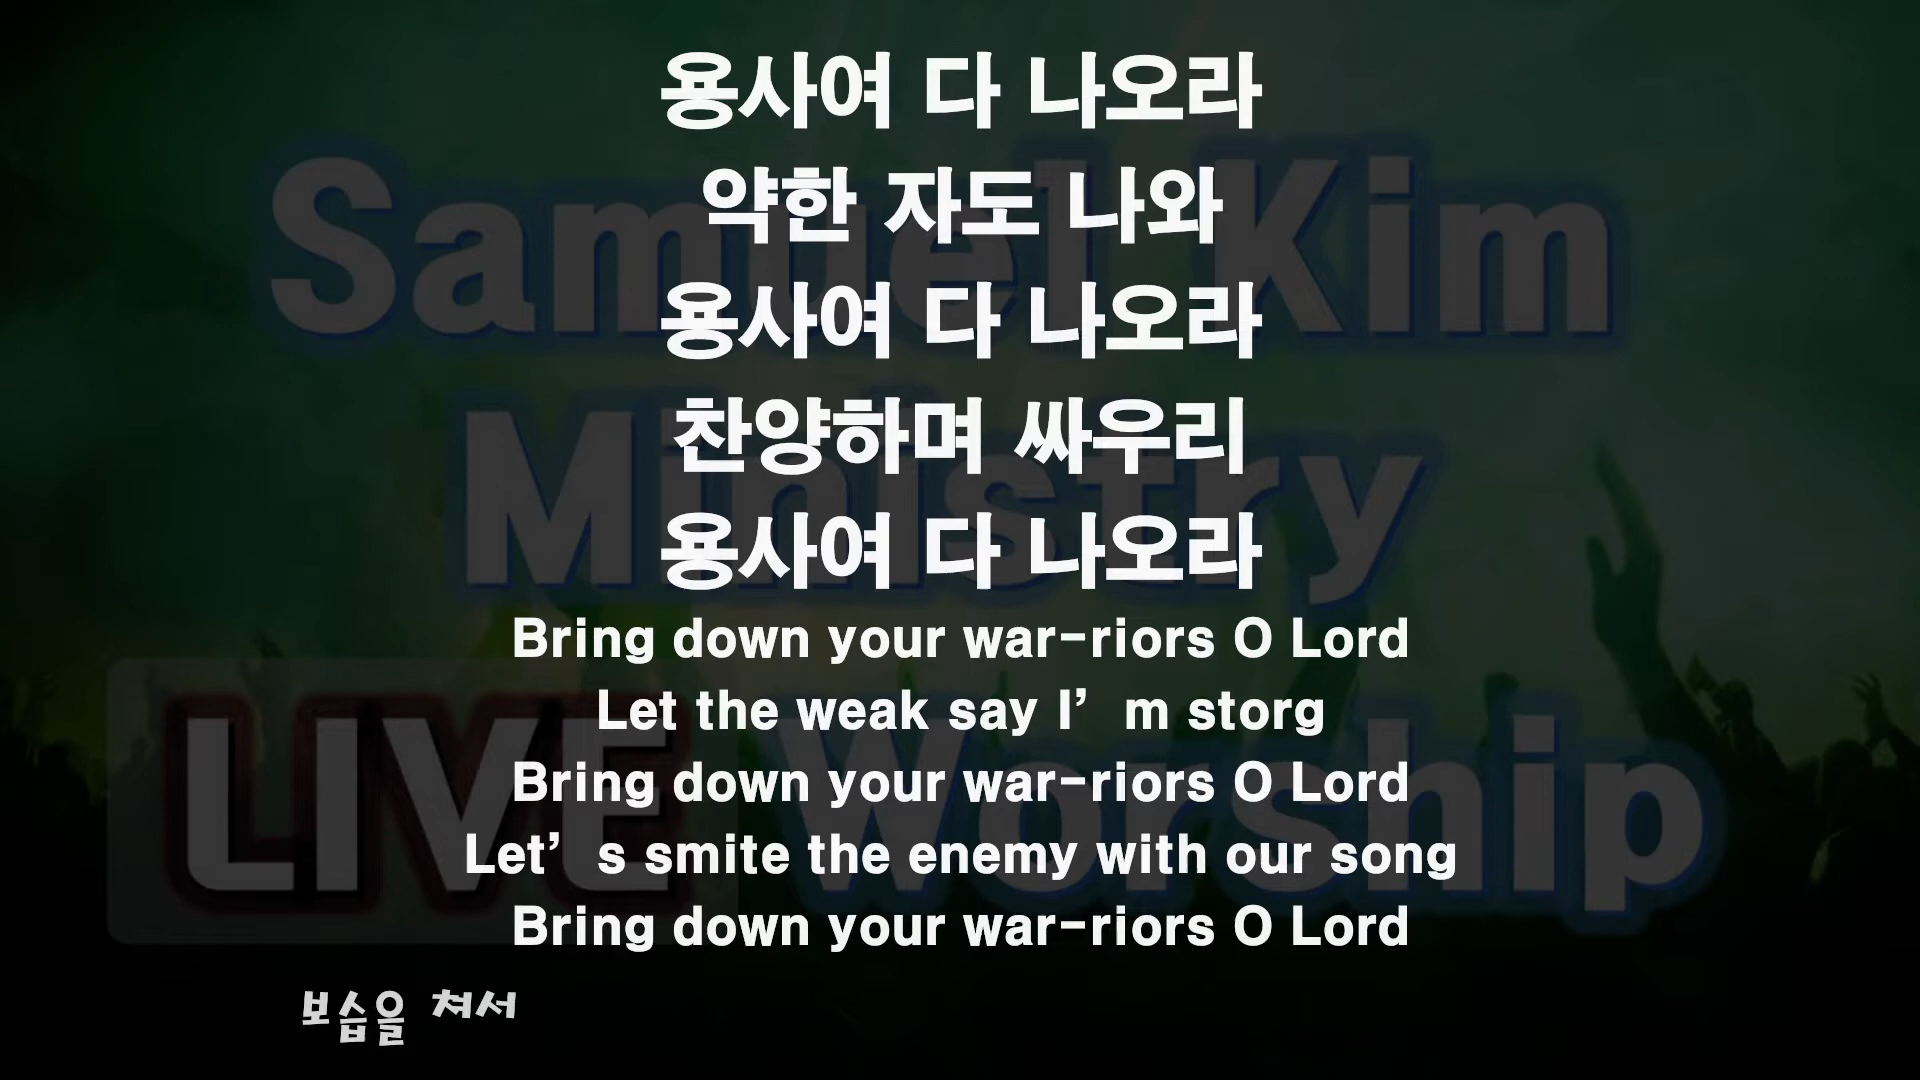 용사여 다 나오라
약한 자도 나와
용사여 다 나오라
찬양하며 싸우리
용사여 다 나오라
Bring down your war-riors O Lord
Let the weak say I’m storg
Bring down your war-riors O Lord
Let’s smite the enemy with our song
Bring down your war-riors O Lord
보습을 쳐서
Samuel Kim
Ministry
LIVE Worship